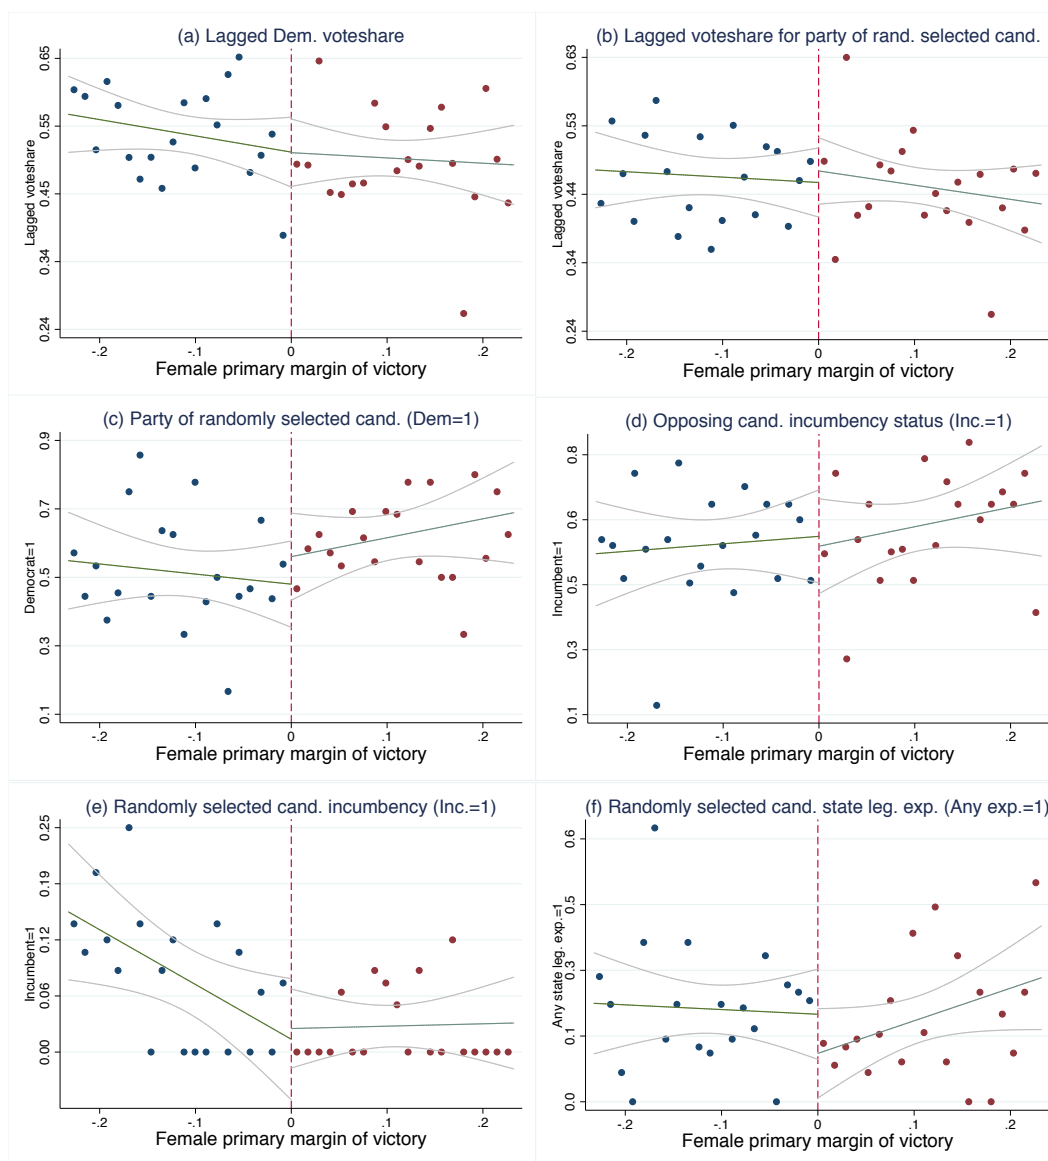 (a) Lagged Dem. voteshare
Lagged voteshare
0.65
0.55
0.45
0.34
0.24
-.2 -.1 0 .1 .2
Female primary margin of victory
(b) Lagged voteshare for party of rand. selected cand.
Lagged voteshare
0.63
0.53
0.44
0.34
0.24
-.2 -.1 0 .1 .2
Female primary margin of victory
(c) Party of randomly selected cand. (Dem=1)
Democrat=1
0.9
0.7
0.5
0.3
0.1
-.2 -.1 0 .1 .2
Female primary margin of victory
(d) Opposing cand. incumbency status (Inc.=1)
Incumbent=1
0.8
0.6
0.5
0.3
0.1
-.2 -.1 0 .1 .2
Female primary margin of victory
(e) Randomly selected cand. incumbency (Inc.=1)
Incumbent=1
0.25
0.19
0.12
0.06
0.00
-.2 -.1 0 .1 .2
Female primary margin of victory
(f) Randomly selected cand. state leg. exp. (Any exp.=1)
Any state leg. exp.=1
0.6
0.5
0.3
0.1
0.0
-.2 -.1 0 .1 .2
Female primary margin of victory